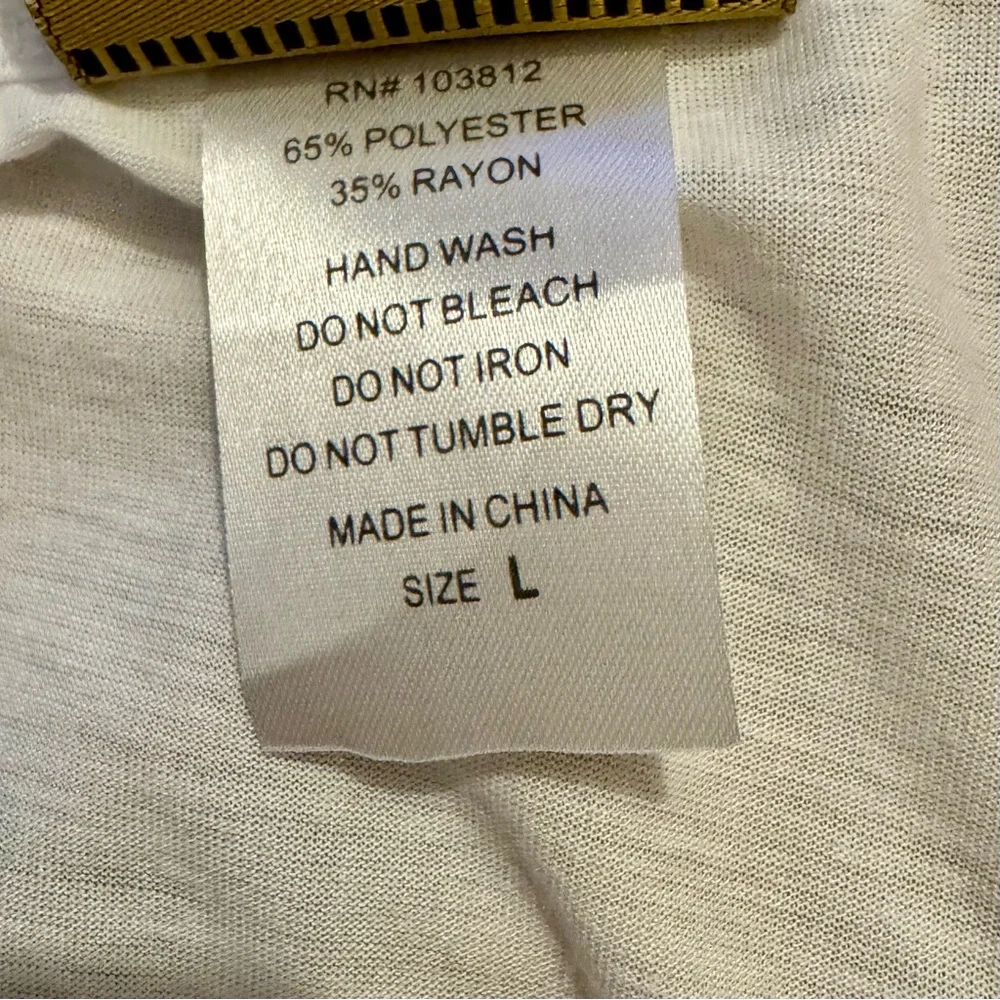 RN# 103812
65% POLYESTER
35% RAYON
HAND WASH
DO NOT BLEACH
DO NOT IRON
DO NOT TUMBLE DRY
MADE IN CHINA
SIZE L